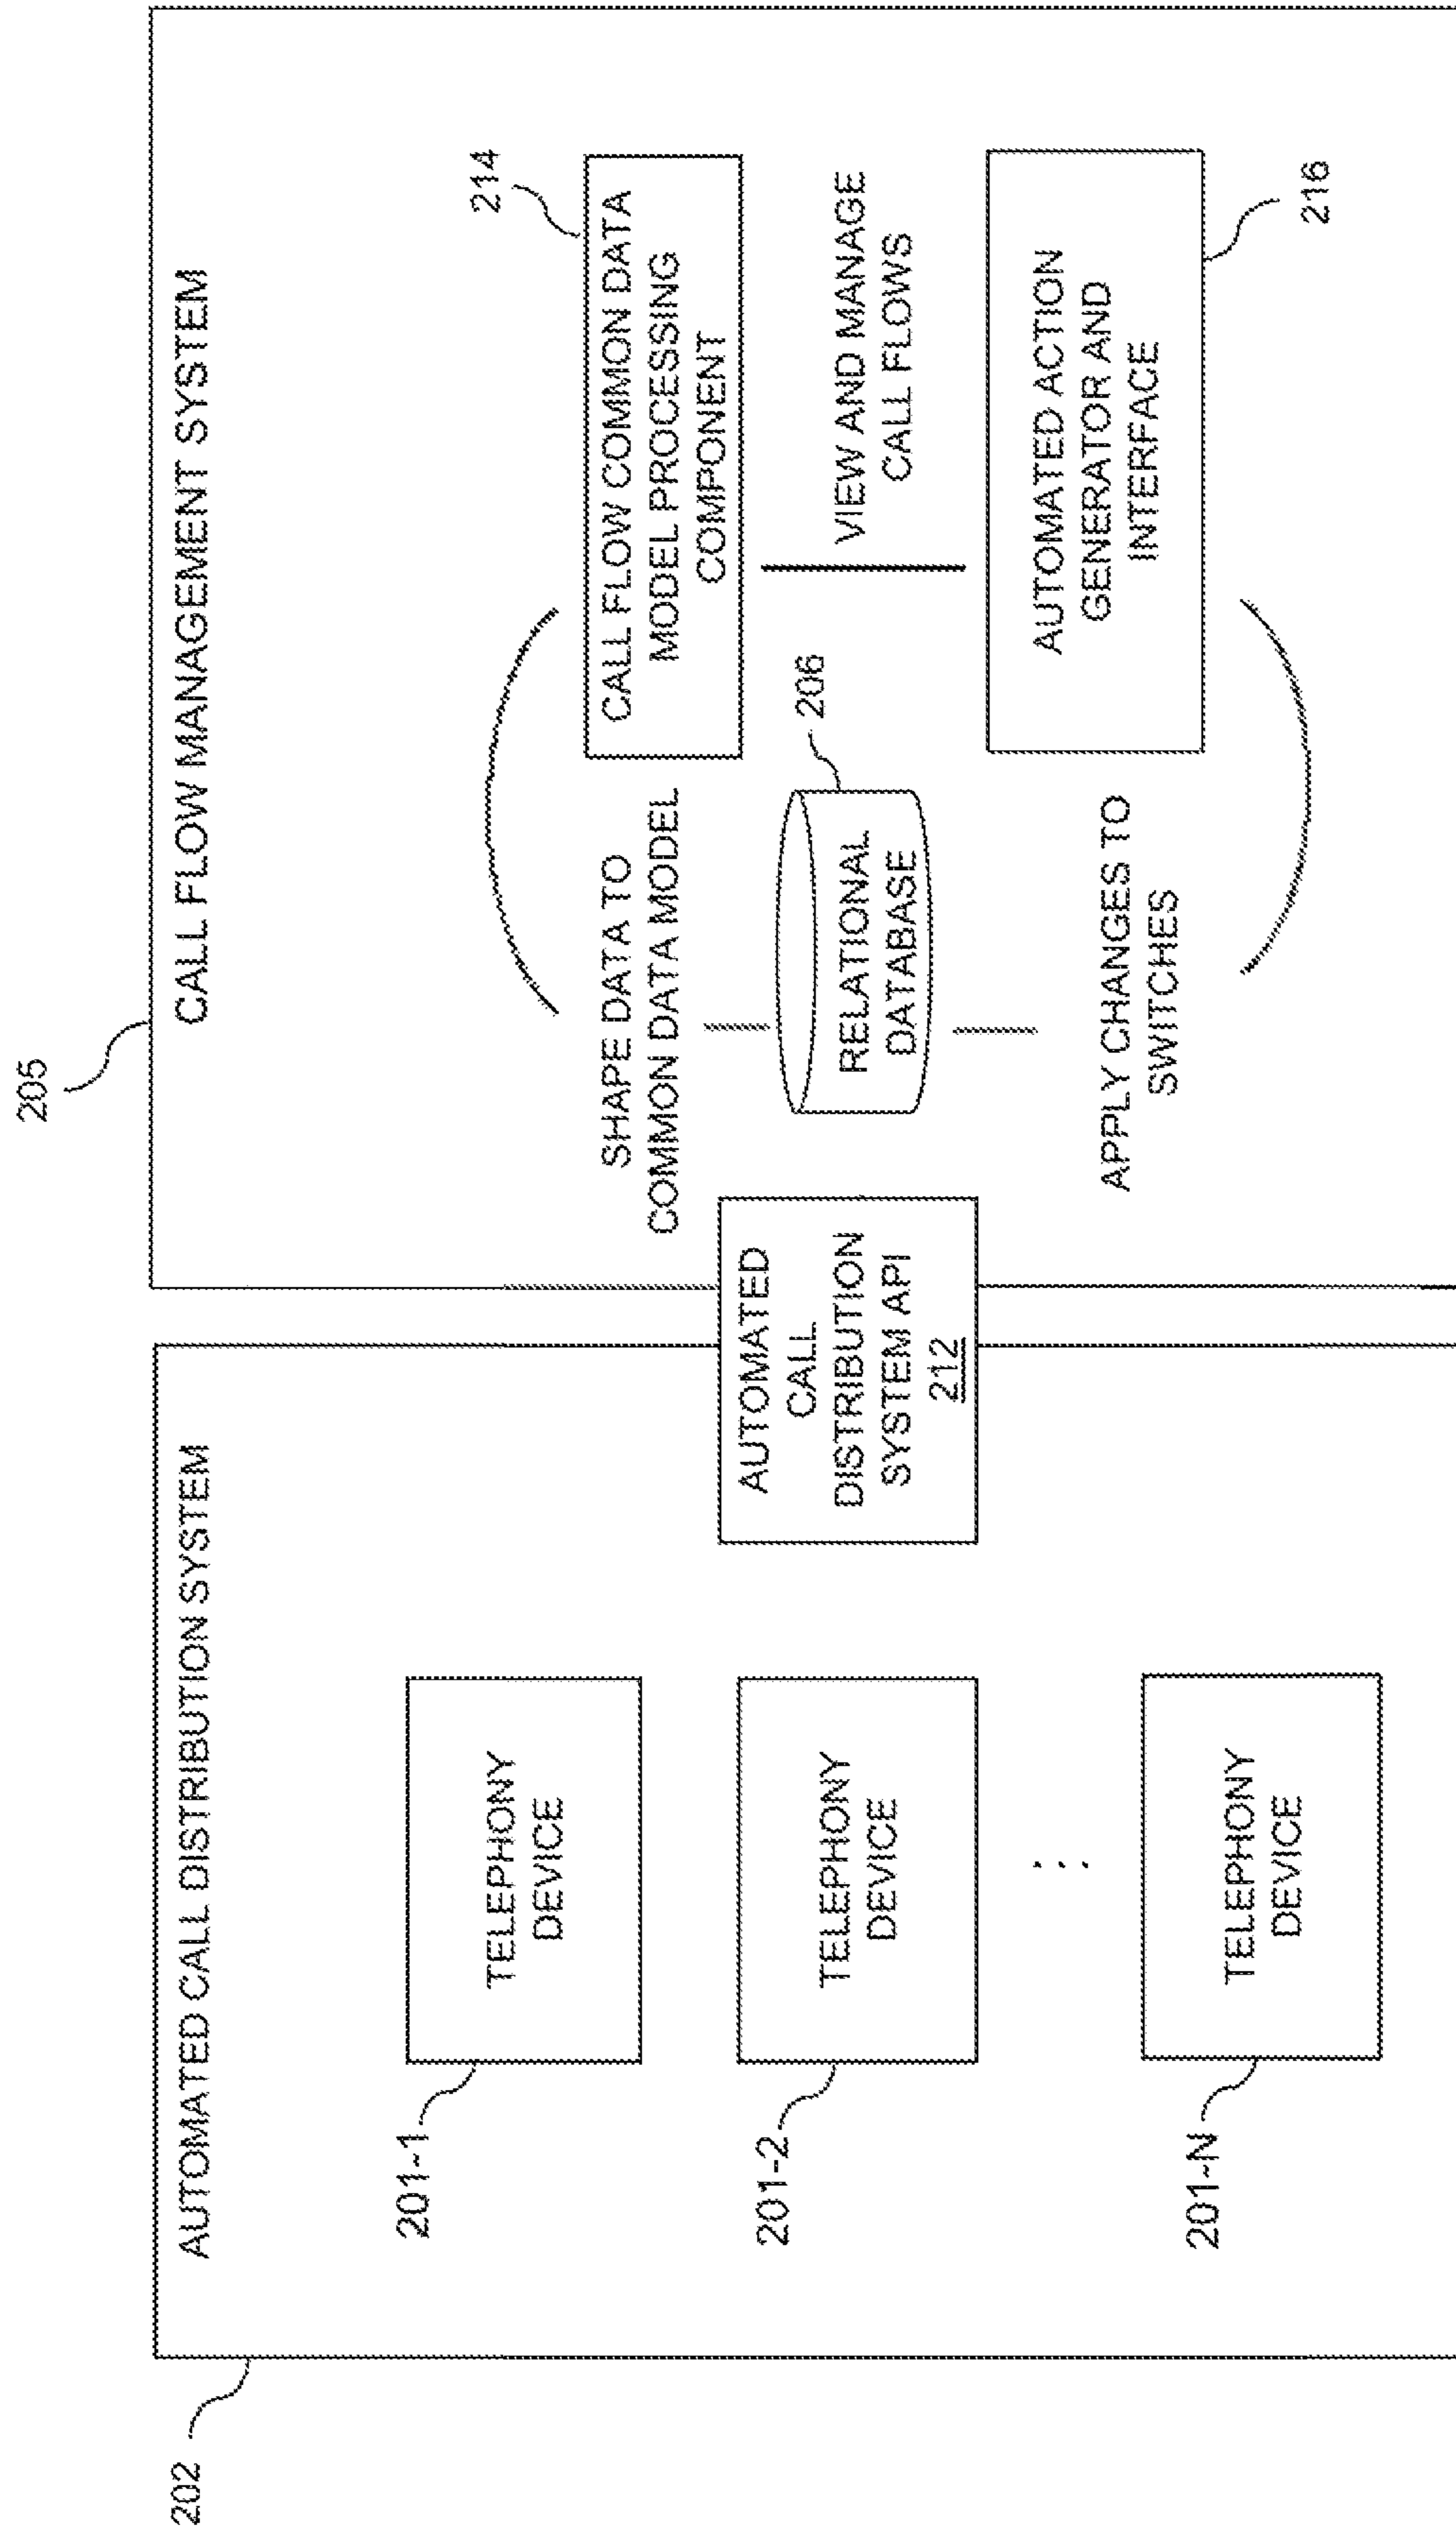 202
AUTOMATED CALL DISTRIBUTION SYSTEM
201-1
TELEPHONY
DEVICE
201-2
TELEPHONY
DEVICE
...
201-N
TELEPHONY
DEVICE
AUTOMATED
CALL
DISTRIBUTION
SYSTEM API
212
205
CALL FLOW MANAGEMENT SYSTEM
SHAPE DATA TO
COMMON DATA MODEL
206
RELATIONAL
DATABASE
APPLY CHANGES TO
SWITCHES
214
CALL FLOW COMMON DATA
MODEL PROCESSING
COMPONENT
VIEW AND MANAGE
CALL FLOWS
AUTOMATED ACTION
GENERATOR AND
INTERFACE
216